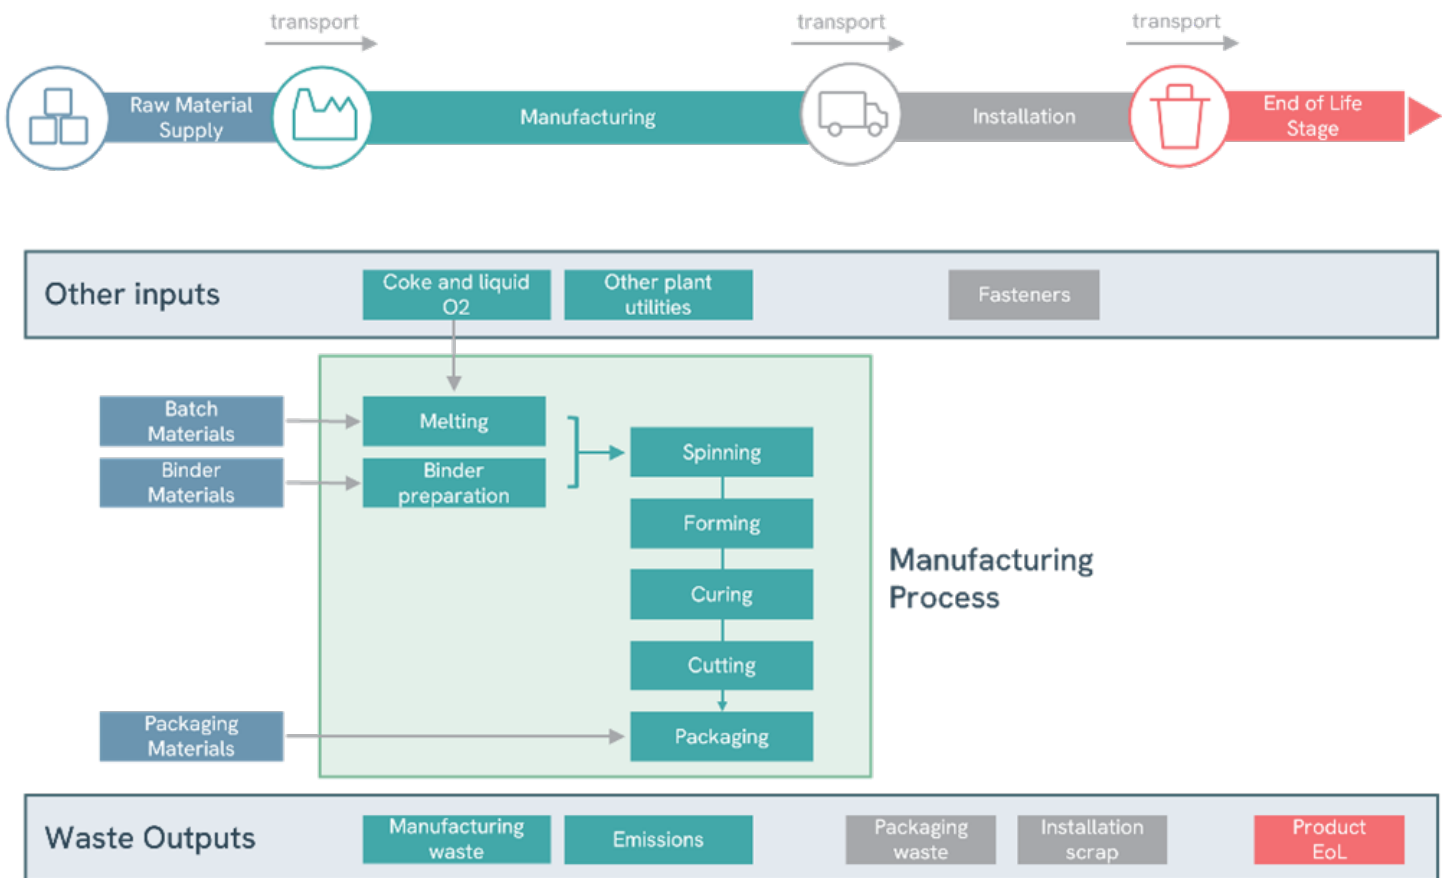 transport
transport
transport
Raw Material
Supply
Manufacturing
Installation
End of Life
Stage
Other inputs
Coke and liquid
O2
Other plant
utilities
Fasteners
Batch
Materials
Melting
Binder
Materials
Binder
preparation
Spinning
Forming
Curing
Cutting
Packaging
Materials
Packaging
Manufacturing
Process
Waste Outputs
Manufacturing
waste
Emissions
Packaging
waste
Installation
scrap
Product
EoL